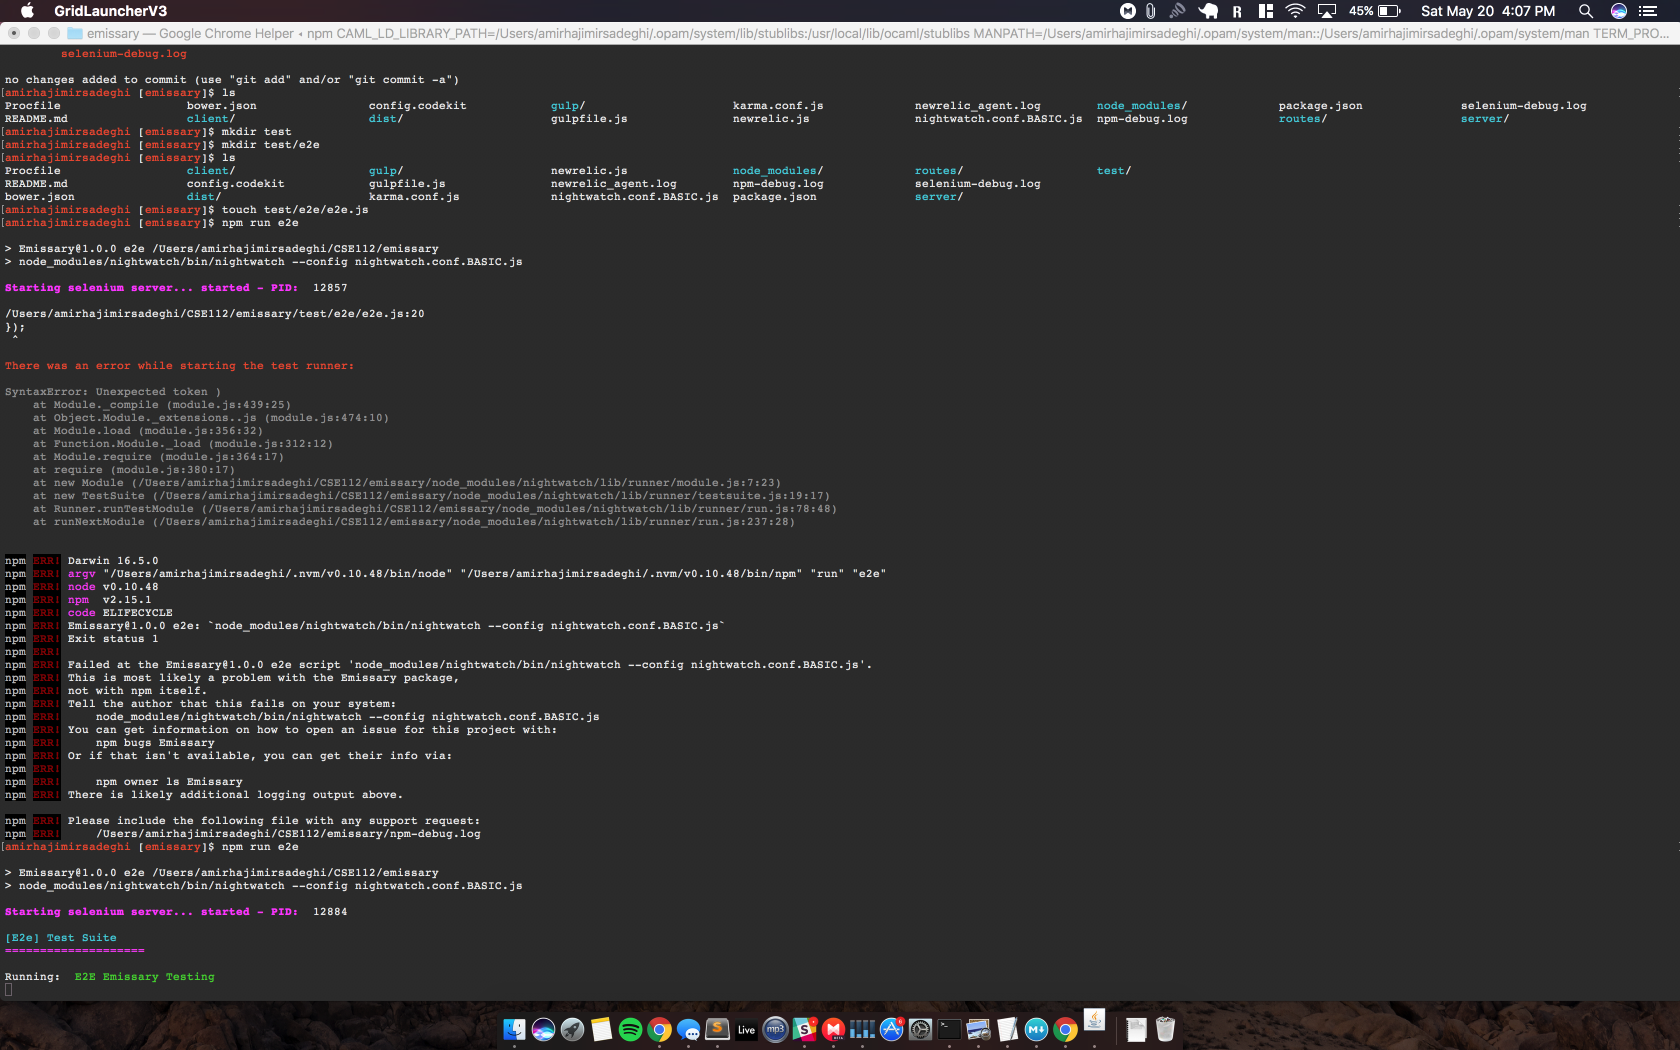 GridLauncherV3
45%
Sat May 20 4:07 PM
emissary — Google Chrome Helper ◂ npm CAML_LD_LIBRARY_PATH=/Users/amirhajimirsadeghi/.opam/system/lib/stublibs:/usr/local/lib/ocaml/stublibs MANPATH=/Users/amirhajimirsadeghi/.opam/system/man::/Users/amirhajimirsadeghi/.opam/system/man TERM_PRO...
selenium-debug.log
no changes added to commit (use "git add" and/or "git commit -a")
[amirhajimirsadeghi [emissary]$ ls
Procfile bower.json config.codekit gulp/ karma.conf.js newrelic_agent.log node_modules/ package.json selenium-debug.log
README.md client/ dist/ gulpfile.js newrelic.js nightwatch.conf.BASIC.js npm-debug.log routes/ server/
[amirhajimirsadeghi [emissary]$ mkdir test
[amirhajimirsadeghi [emissary]$ mkdir test/e2e
[amirhajimirsadeghi [emissary]$ ls
Procfile client/ gulp/ newrelic.js node_modules/ routes/ test/
README.md config.codekit gulpfile.js newrelic_agent.log npm-debug.log selenium-debug.log
bower.json dist/ karma.conf.js nightwatch.conf.BASIC.js package.json server/
[amirhajimirsadeghi [emissary]$ touch test/e2e/e2e.js
[amirhajimirsadeghi [emissary]$ npm run e2e
> Emissary@1.0.0 e2e /Users/amirhajimirsadeghi/CSE112/emissary
> node_modules/nightwatch/bin/nightwatch --config nightwatch.conf.BASIC.js
Starting selenium server... started - PID: 12857
/Users/amirhajimirsadeghi/CSE112/emissary/test/e2e/e2e.js:20
});
^
There was an error while starting the test runner:
SyntaxError: Unexpected token )
at Module._compile (module.js:439:25)
at Object.Module._extensions..js (module.js:474:10)
at Module.load (module.js:356:32)
at Function.Module._load (module.js:312:12)
at Module.require (module.js:364:17)
at require (module.js:380:17)
at new Module (/Users/amirhajimirsadeghi/CSE112/emissary/node_modules/nightwatch/lib/runner/module.js:7:23)
at new TestSuite (/Users/amirhajimirsadeghi/CSE112/emissary/node_modules/nightwatch/lib/runner/testsuite.js:19:17)
at Runner.runTestModule (/Users/amirhajimirsadeghi/CSE112/emissary/node_modules/nightwatch/lib/runner/run.js:78:48)
at runNextModule (/Users/amirhajimirsadeghi/CSE112/emissary/node_modules/nightwatch/lib/runner/run.js:237:28)
npm ERR! Darwin 16.5.0
npm ERR! argv "/Users/amirhajimirsadeghi/.nvm/v0.10.48/bin/node" "/Users/amirhajimirsadeghi/.nvm/v0.10.48/bin/npm" "run" "e2e"
npm ERR! node v0.10.48
npm ERR! npm v2.15.1
npm ERR! code ELIFECYCLE
npm ERR! Emissary@1.0.0 e2e: `node_modules/nightwatch/bin/nightwatch --config nightwatch.conf.BASIC.js`
npm ERR! Exit status 1
npm ERR!
npm ERR! Failed at the Emissary@1.0.0 e2e script 'node_modules/nightwatch/bin/nightwatch --config nightwatch.conf.BASIC.js'.
npm ERR! This is most likely a problem with the Emissary package,
npm ERR! not with npm itself.
npm ERR! Tell the author that this fails on your system:
npm ERR! node_modules/nightwatch/bin/nightwatch --config nightwatch.conf.BASIC.js
npm ERR! You can get information on how to open an issue for this project with:
npm ERR! npm bugs Emissary
npm ERR! Or if that isn't available, you can get their info via:
npm ERR!
npm ERR! npm owner ls Emissary
npm ERR! There is likely additional logging output above.
npm ERR! Please include the following file with any support request:
npm ERR! /Users/amirhajimirsadeghi/CSE112/emissary/npm-debug.log
[amirhajimirsadeghi [emissary]$ npm run e2e
> Emissary@1.0.0 e2e /Users/amirhajimirsadeghi/CSE112/emissary
> node_modules/nightwatch/bin/nightwatch --config nightwatch.conf.BASIC.js
Starting selenium server... started - PID: 12884
[E2e] Test Suite
====================
Running: E2E Emissary Testing
Live
mp3